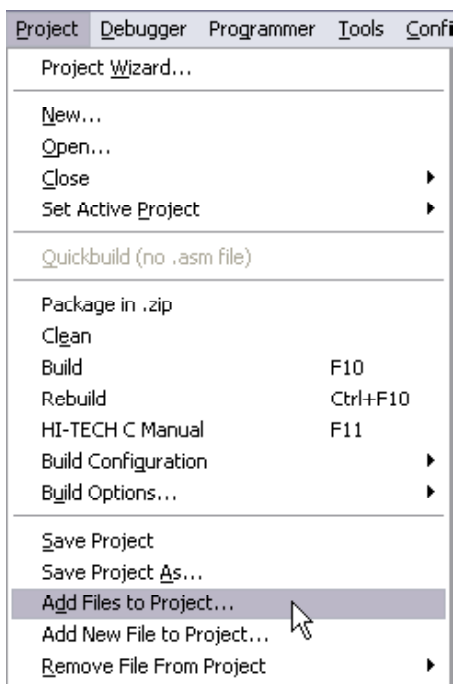 Project Debugger Programmer Tools Confi
Project Wizard...
New...
Open...
Close
Set Active Project
Quickbuild (no .asm file)
Package in .zip
Clean
Build F10
Rebuild Ctrl+F10
HI-TECH C Manual F11
Build Configuration
Build Options...
Save Project
Save Project As...
Add Files to Project...
Add New File to Project...
Remove File From Project